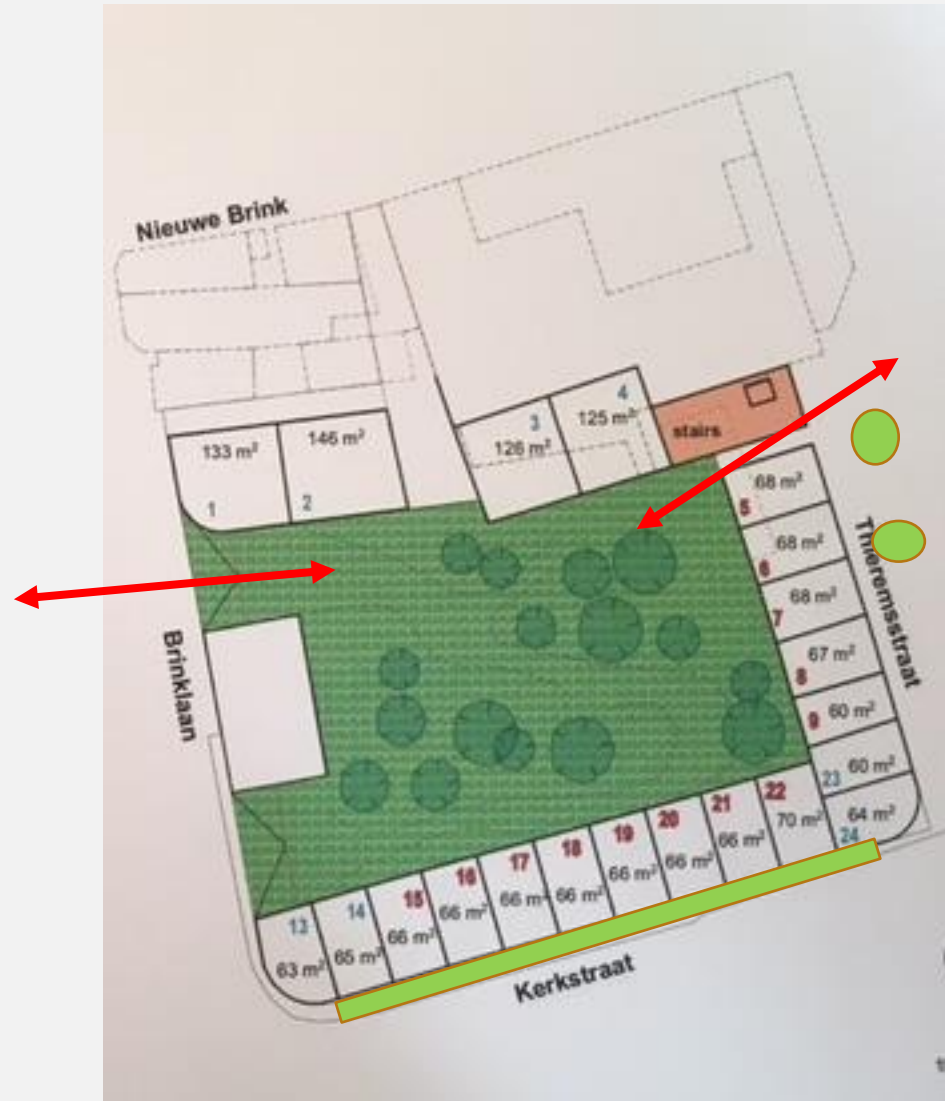 Nieuwe Brink
133 m²
146 m²
1
2
3
4
126 m²
125 m²
stairs
5
68 m²
6
68 m²
7
68 m²
8
67 m²
9
60 m²
23
60 m²
24
64 m²
Thieremsstraat
Brinklaan
22
70 m²
21
66 m²
20
66 m²
19
66 m²
18
66 m²
17
66 m²
16
66 m²
15
66 m²
14
65 m²
13
63 m²
Kerkstraat